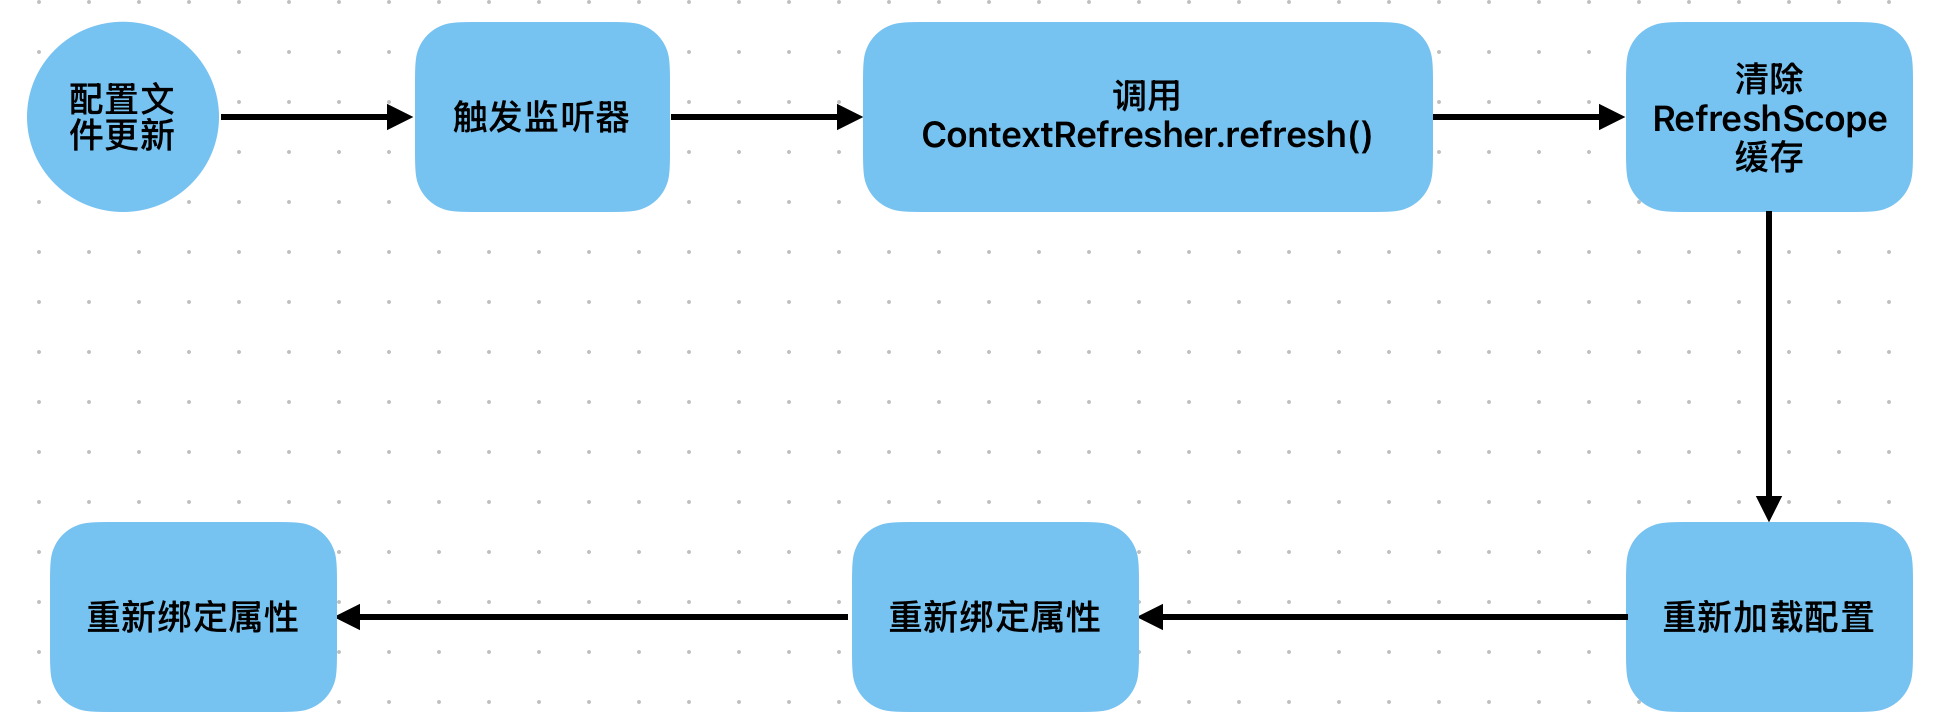 配置文
件更新
触发监听器
调用
ContextRefresher.refresh()
清除
RefreshScope
缓存
重新加载配置
重新绑定属性
重新绑定属性